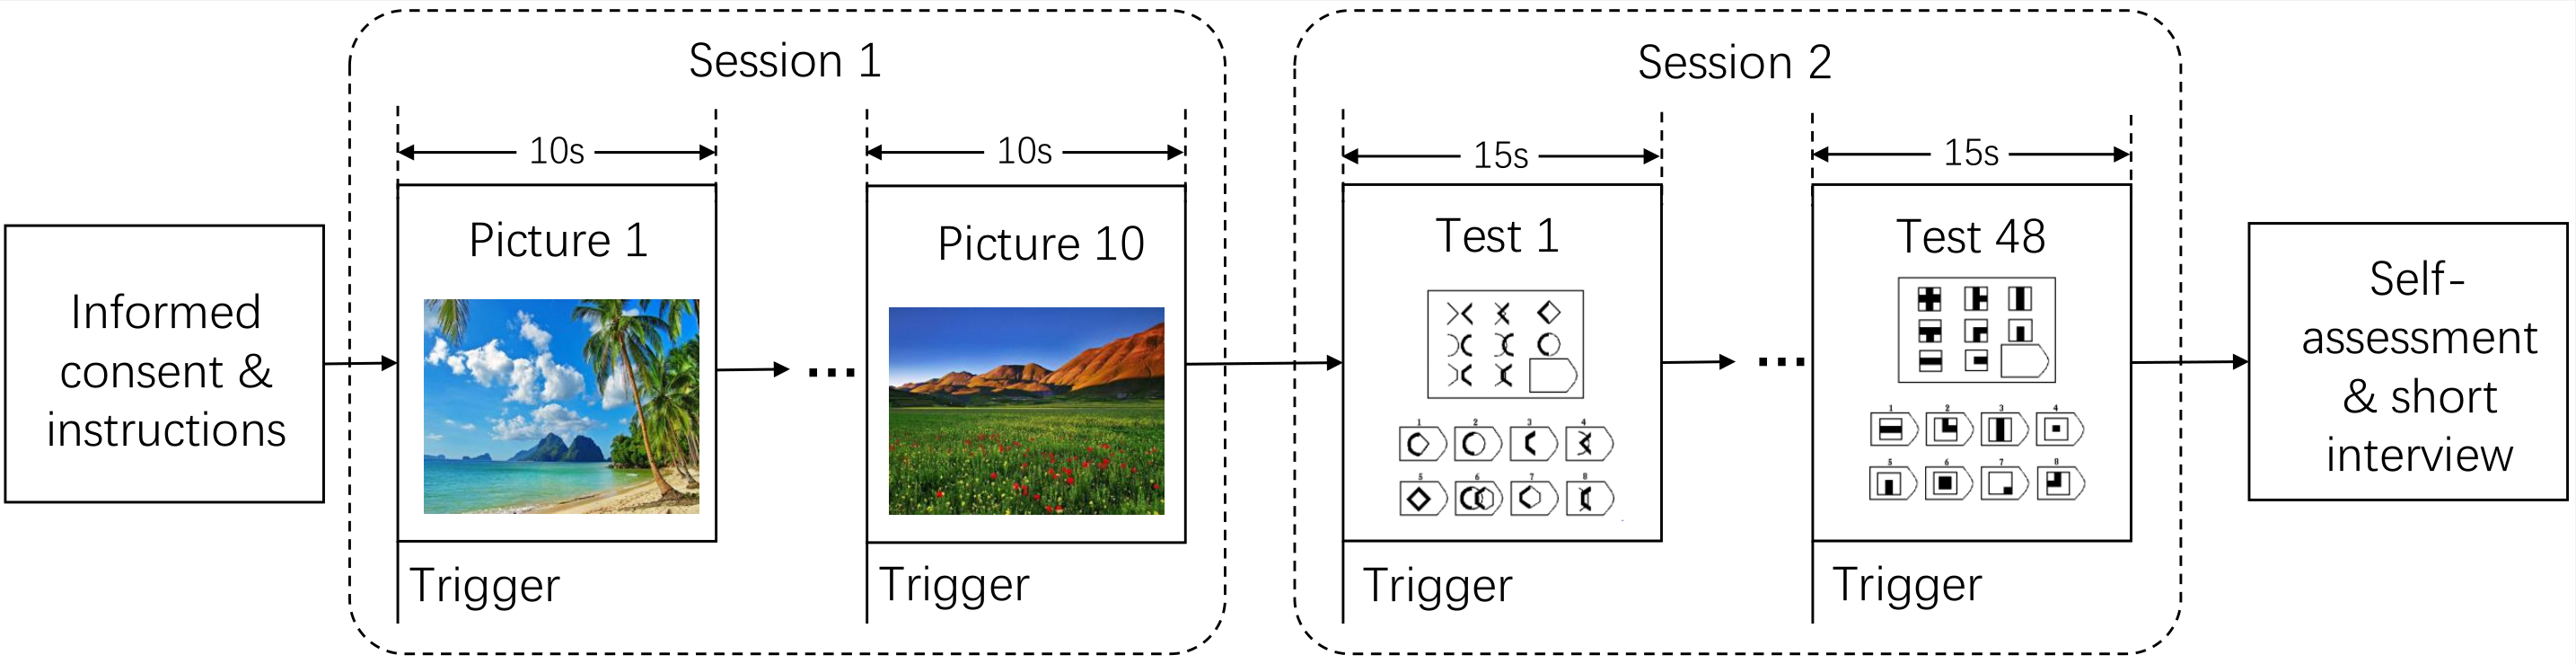 Informed
consent &
instructions
Session 1
10s
10s
Picture 1
Picture 10
Trigger
Trigger
Session 2
15s
15s
Test 1
1 2 3 4
5 6 7 8
Test 48
1 2 3 4
5 6 7 8
Trigger
Trigger
Self-
assessment
& short
interview